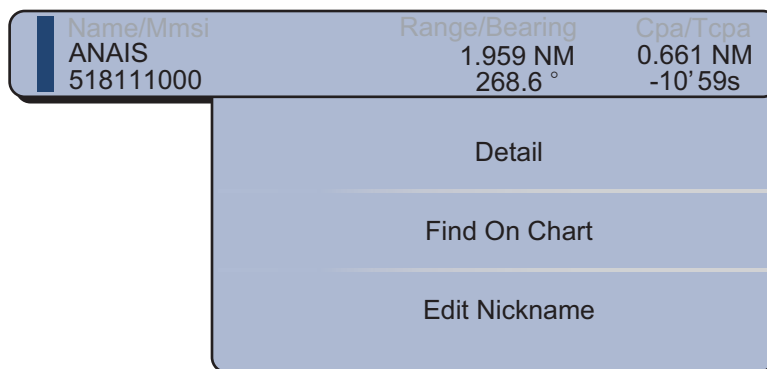 Name/Mmsi Range/Bearing Cpa/Tcpa
ANAIS 1.959 NM 0.661 NM
518111000 268.6 ° -10'59s
Detail
Find On Chart
Edit Nickname